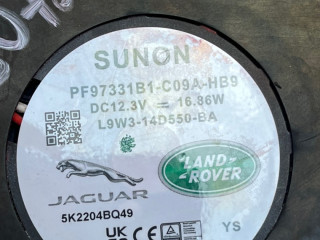 SUNON
PF97331B1-C09A-HB9
DC12.3V ⎓ 16.86W
L9W3-14D550-BA
LAND-
ROVER
JAGUAR
5K2204BQ49
UK
YS